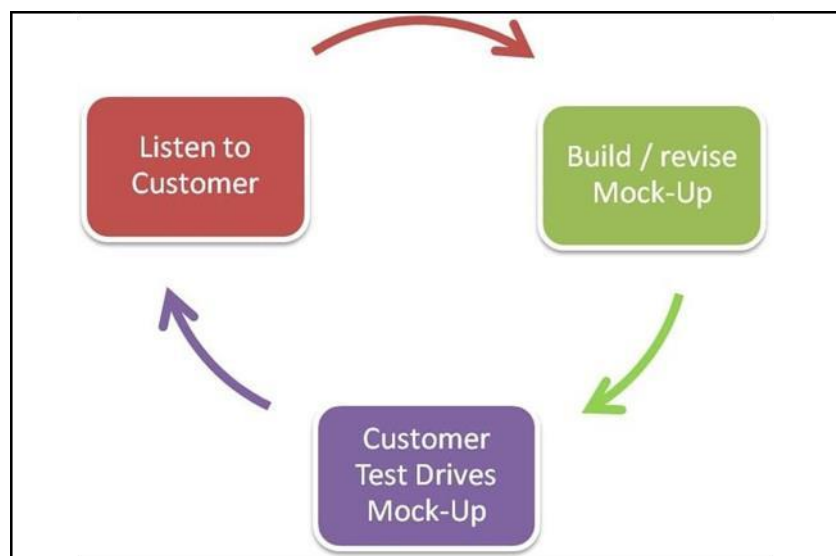 Listen to
Customer
Build / revise
Mock-Up
Customer
Test Drives
Mock-Up